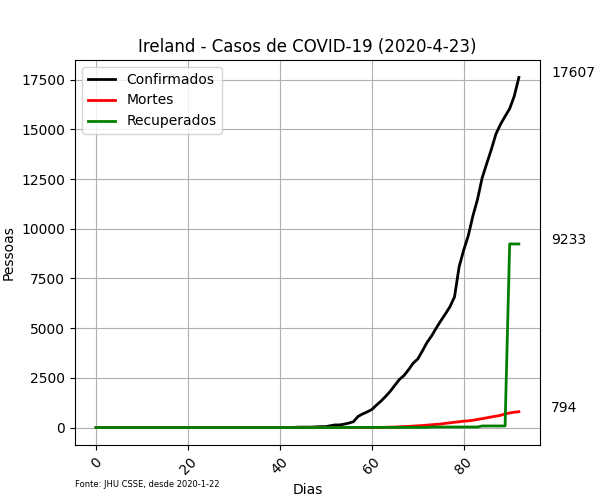 Ireland - Casos de COVID-19 (2020-4-23)
Confirmados
Mortes
Recuperados
17500
15000
12500
10000
7500
5000
2500
0
Pessoas
17607
9233
794
0
20
40
60
80
Dias
Fonte: JHU CSSE, desde 2020-1-22